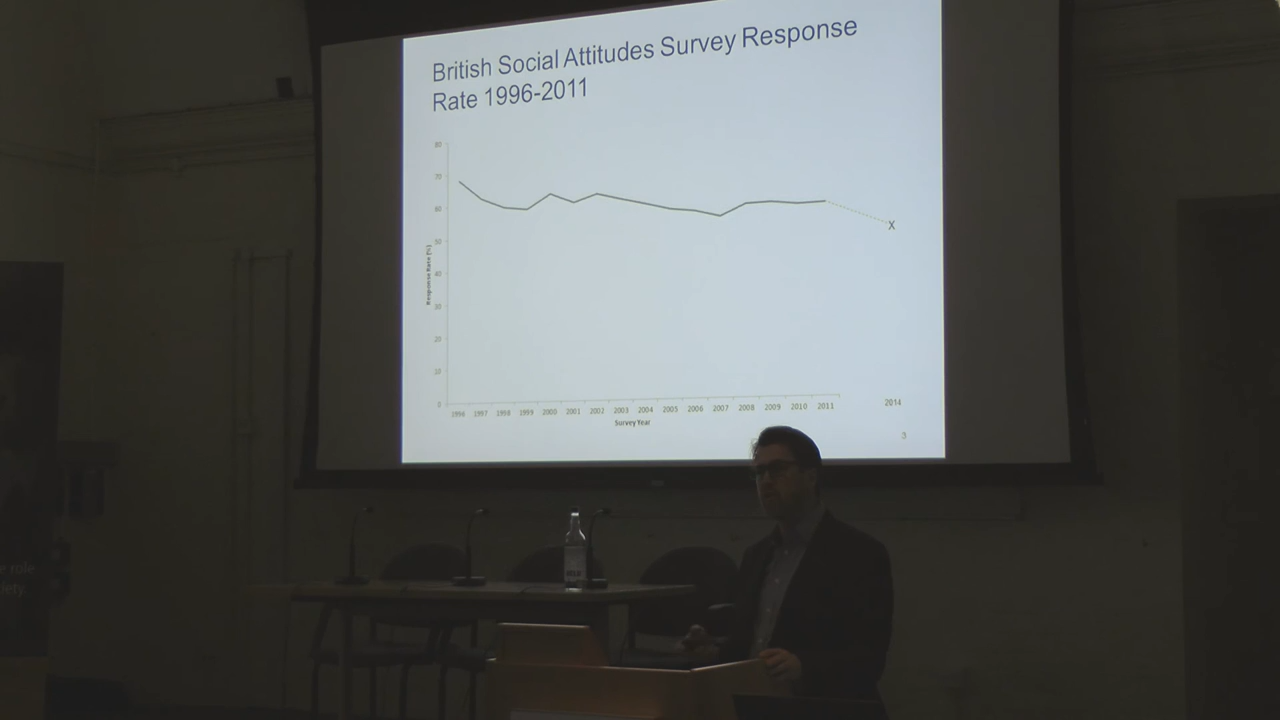 British Social Attitudes Survey Response
Rate 1996-2011
80
70
60
50
40
30
20
10
0
Response Rate (%)
X
1996 1997 1998 1999 2000 2001 2002 2003 2004 2005 2006 2007 2008 2009 2010 2011 2014
Survey Year
3
role